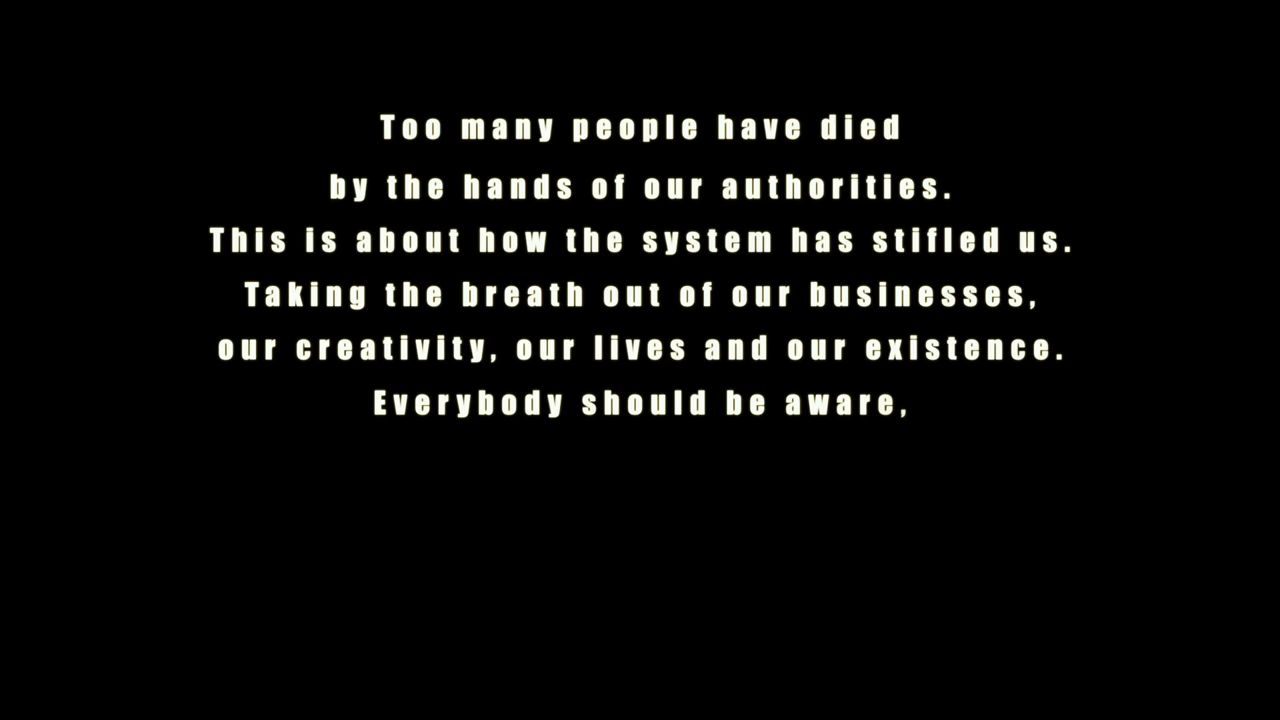 Too many people have died
by the hands of our authorities.
This is about how the system has stifled us.
Taking the breath out of our businesses,
our creativity, our lives and our existence.
Everybody should be aware,